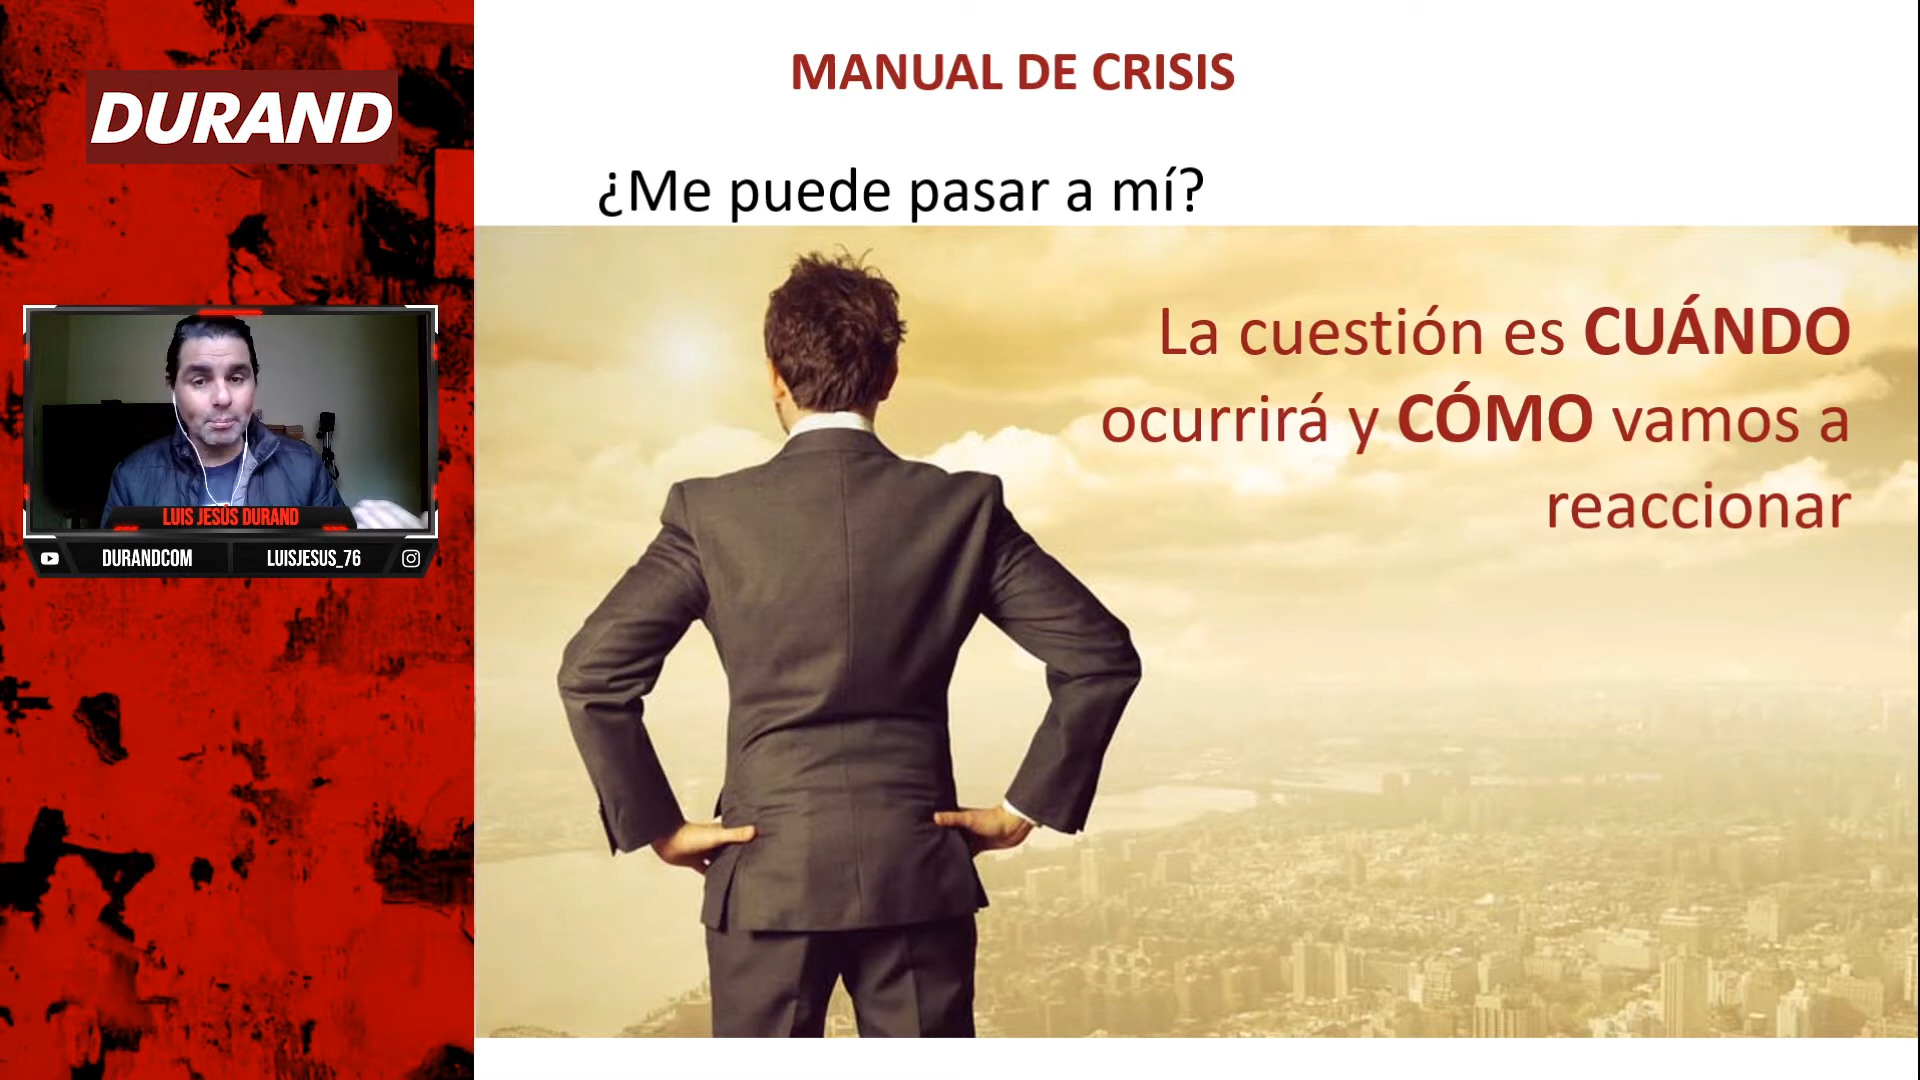 DURAND
LUIS JESÚS DURAND
DURANDCOM
LUISJESUS_76
MANUAL DE CRISIS
¿Me puede pasar a mí?
La cuestión es CUÁNDO
ocurrirá y CÓMO vamos a
reaccionar